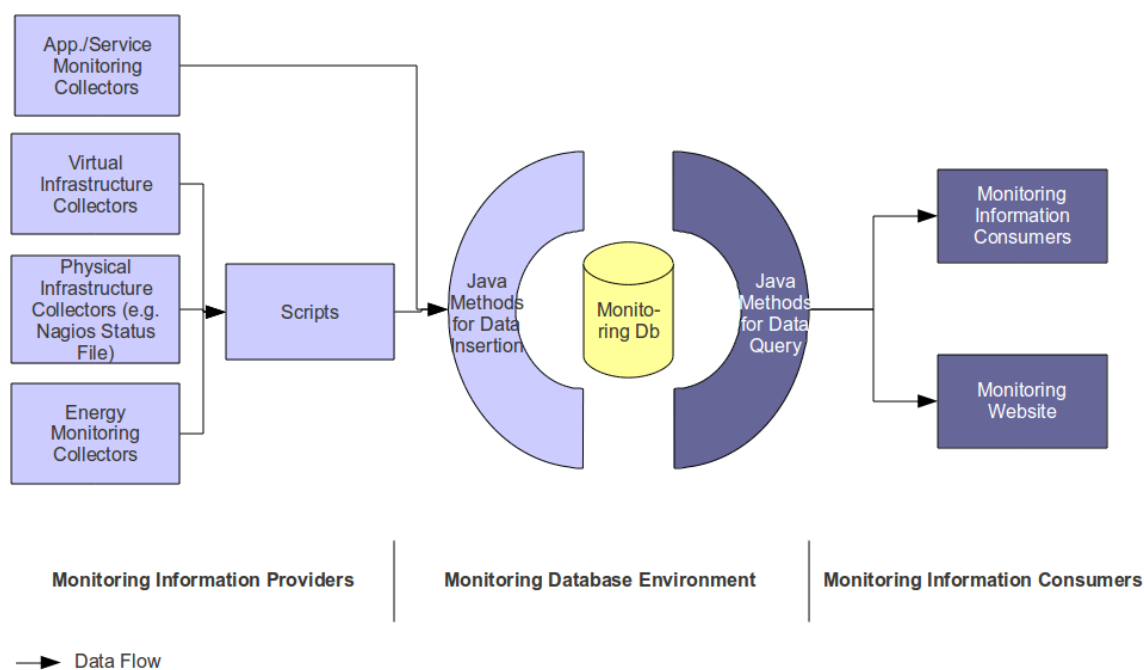 App./Service
Monitoring
Collectors
Virtual
Infrastructure
Collectors
Physical
Infrastructure
Collectors (e.g.
Nagios Status
File)
Energy
Monitoring
Collectors
Scripts
Java
Methods
for Data
Insertion
Monito-
ring Db
Java
Methods
for Data
Query
Monitoring
Information
Consumers
Monitoring
Website
Monitoring Information Providers
Monitoring Database Environment
Monitoring Information Consumers
Data Flow